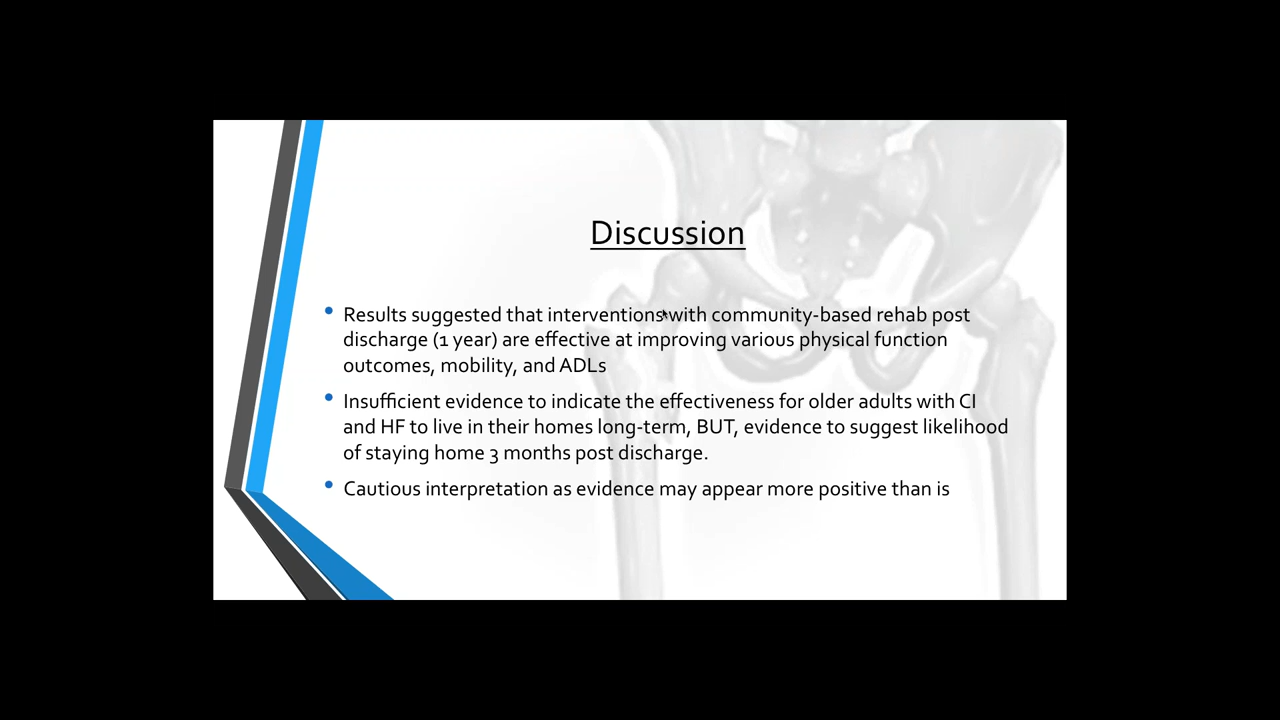 Discussion
• Results suggested that interventions with community-based rehab post
discharge (1 year) are effective at improving various physical function
outcomes, mobility, and ADLs
• Insufficient evidence to indicate the effectiveness for older adults with CI
and HF to live in their homes long-term, BUT, evidence to suggest likelihood
of staying home 3 months post discharge.
• Cautious interpretation as evidence may appear more positive than is